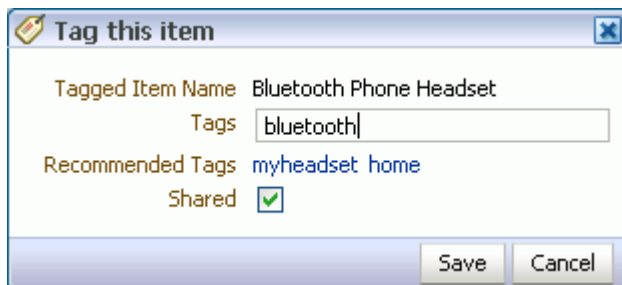 Tag this item
Tagged Item Name Bluetooth Phone Headset
Tags bluetooth
Recommended Tags myheadset home
Shared
Save Cancel